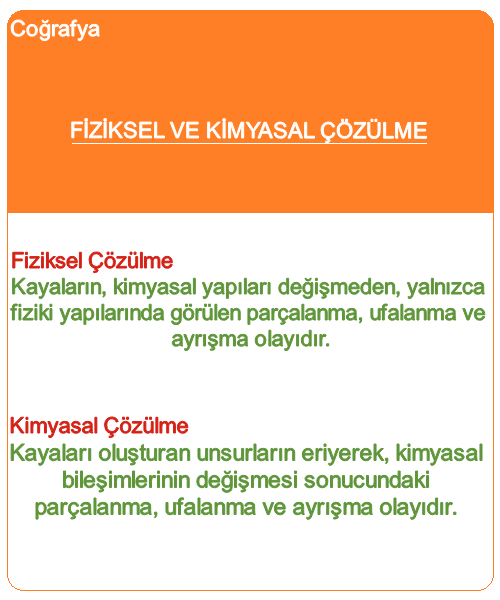 Coğrafya
FİZİKSEL VE KİMYASAL ÇÖZÜLME
Fiziksel Çözülme
Kayaların, kimyasal yapıları değişmeden, yalnızca
fiziki yapılarında görülen parçalanma, ufalanma ve
ayrışma olayıdır.
Kimyasal Çözülme
Kayaları oluşturan unsurların eriyerek, kimyasal
bileşimlerinin değişmesi sonucundaki
parçalanma, ufalanma ve ayrışma olayıdır.